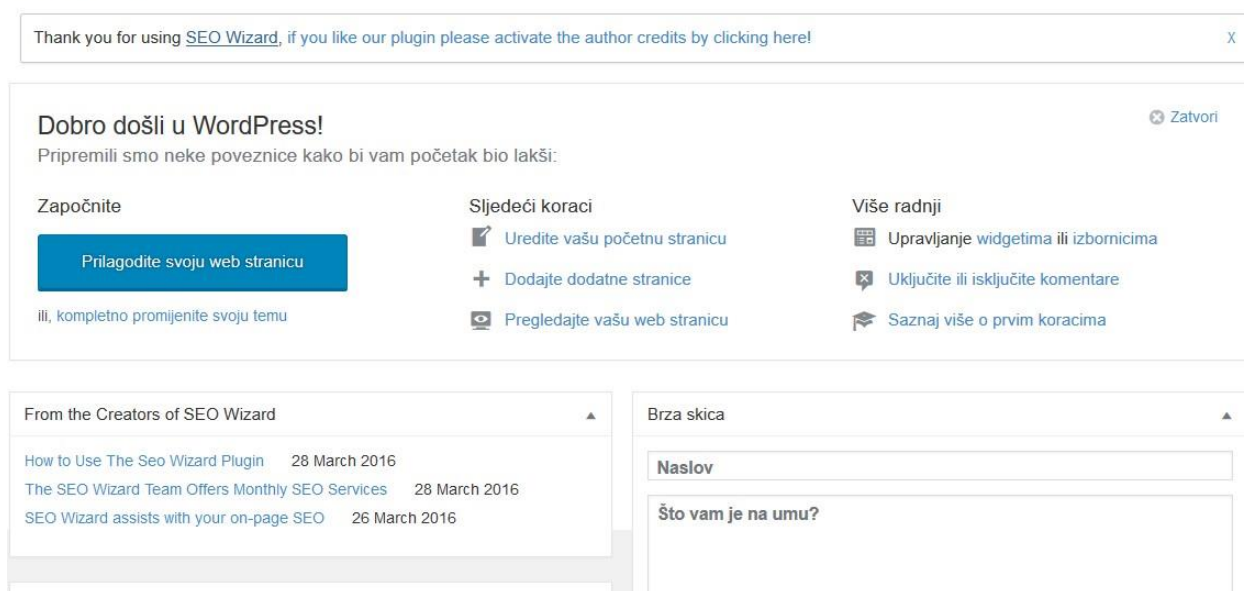 Thank you for using SEO Wizard, if you like our plugin please activate the author credits by clicking here!
X
Dobro došli u WordPress!
Zatvori
Pripremili smo neke poveznice kako bi vam početak bio lakši:
Započnite
Prilagodite svoju web stranicu
ili, kompletno promijenite svoju temu
Sljedeći koraci
Uredite vašu početnu stranicu
Dodajte dodatne stranice
Pregledajte vašu web stranicu
Više radnji
Upravljanje widgetima ili izbornicima
Uključite ili isključite komentare
Saznaj više o prvim koracima
From the Creators of SEO Wizard
How to Use The Seo Wizard Plugin 28 March 2016
The SEO Wizard Team Offers Monthly SEO Services 28 March 2016
SEO Wizard assists with your on-page SEO 26 March 2016
Brza skica
Naslov
Što vam je na umu?